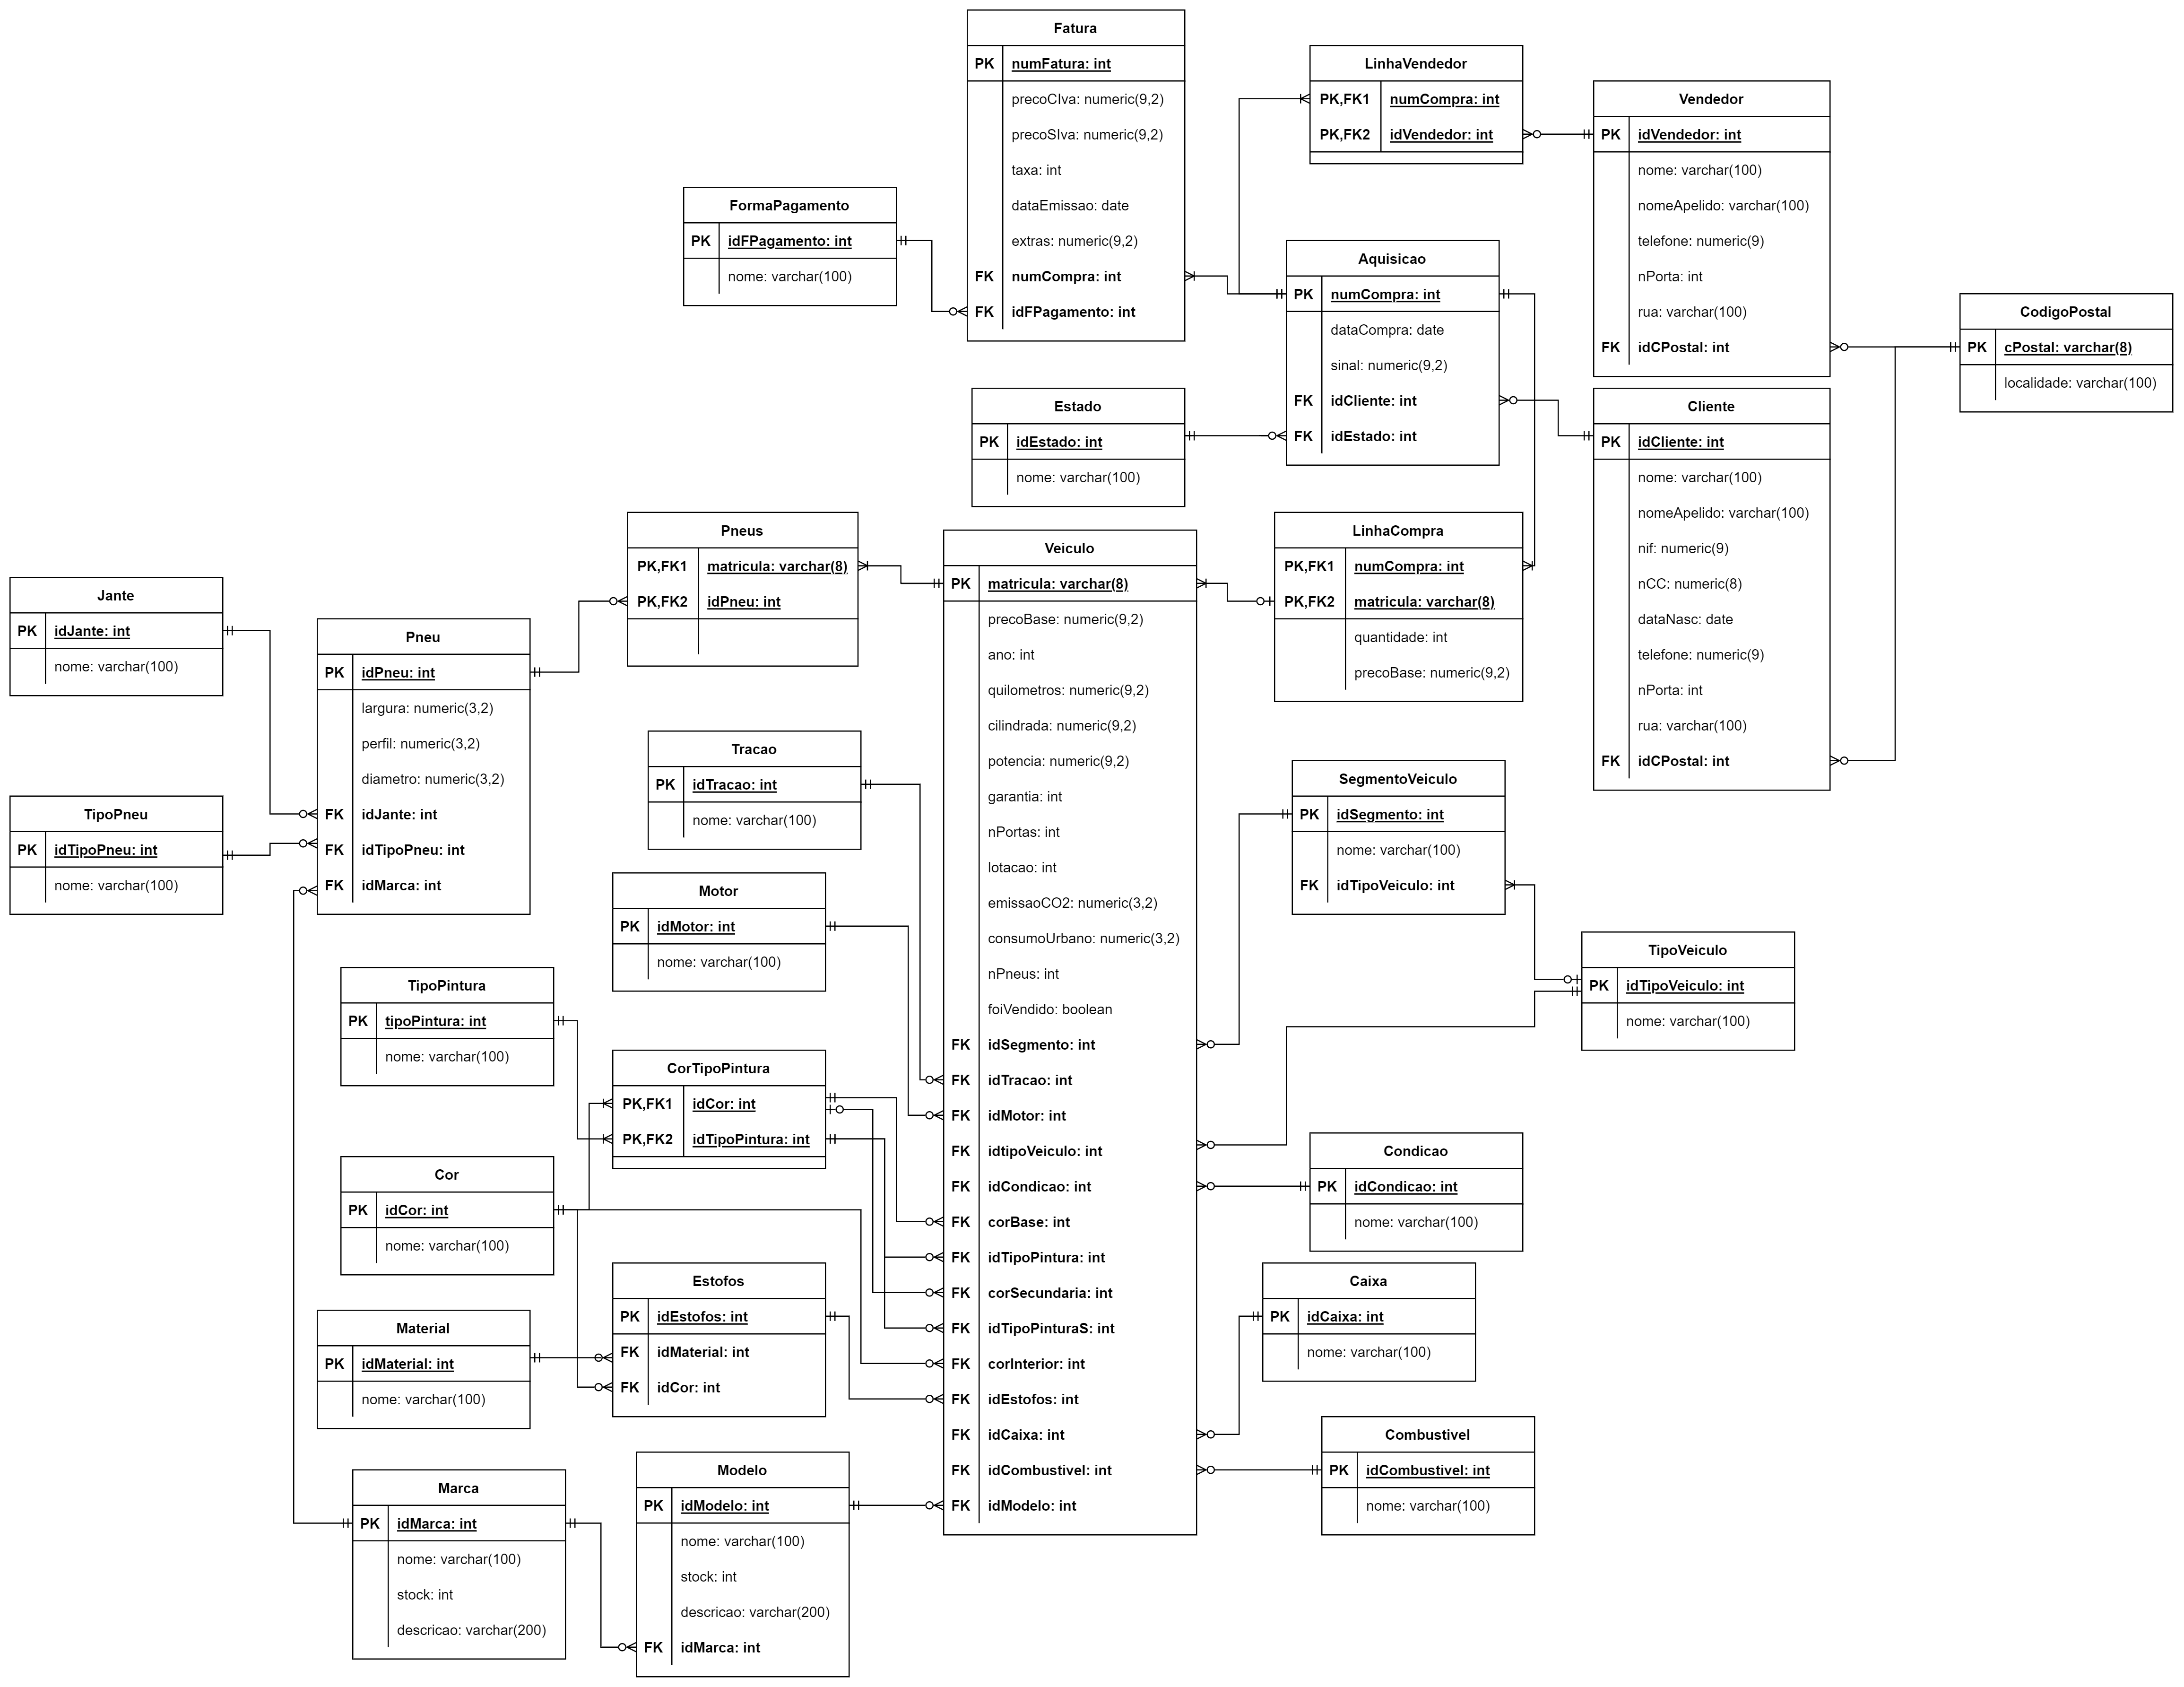 Fatura
PK numFatura: int
precoCIva: numeric(9,2)
precoSIva: numeric(9,2)
taxa: int
dataEmissao: date
extras: numeric(9,2)
FK numCompra: int
FK idFPagamento: int
LinhaVendedor
PK,FK1 numCompra: int
PK,FK2 idVendedor: int
Vendedor
PK idVendedor: int
nome: varchar(100)
nomeApelido: varchar(100)
telefone: numeric(9)
nPorta: int
rua: varchar(100)
FK idCPostal: int
FormaPagamento
PK idFPagamento: int
nome: varchar(100)
Aquisicao
PK numCompra: int
dataCompra: date
sinal: numeric(9,2)
FK idCliente: int
FK idEstado: int
CodigoPostal
PK cPostal: varchar(8)
localidade: varchar(100)
Estado
PK idEstado: int
nome: varchar(100)
Cliente
PK idCliente: int
nome: varchar(100)
nomeApelido: varchar(100)
nif: numeric(9)
nCC: numeric(8)
dataNasc: date
telefone: numeric(9)
nPorta: int
rua: varchar(100)
FK idCPostal: int
Pneus
PK,FK1 matricula: varchar(8)
PK,FK2 idPneu: int
Veiculo
PK matricula: varchar(8)
precoBase: numeric(9,2)
ano: int
quilometros: numeric(9,2)
cilindrada: numeric(9,2)
potencia: numeric(9,2)
garantia: int
nPortas: int
lotacao: int
emissaoCO2: numeric(3,2)
consumoUrbano: numeric(3,2)
nPneus: int
foiVendido: boolean
FK idSegmento: int
FK idTracao: int
FK idMotor: int
FK idtipoVeiculo: int
FK idCondicao: int
FK corBase: int
FK idTipoPintura: int
FK corSecundaria: int
FK idTipoPinturaS: int
FK corInterior: int
FK idEstofos: int
FK idCaixa: int
FK idCombustivel: int
FK idModelo: int
LinhaCompra
PK,FK1 numCompra: int
PK,FK2 matricula: varchar(8)
quantidade: int
precoBase: numeric(9,2)
Jante
PK idJante: int
nome: varchar(100)
Pneu
PK idPneu: int
largura: numeric(3,2)
perfil: numeric(3,2)
diametro: numeric(3,2)
FK idJante: int
FK idTipoPneu: int
FK idMarca: int
TipoPneu
PK idTipoPneu: int
nome: varchar(100)
Tracao
PK idTracao: int
nome: varchar(100)
Motor
PK idMotor: int
nome: varchar(100)
SegmentoVeiculo
PK idSegmento: int
nome: varchar(100)
FK idTipoVeiculo: int
TipoVeiculo
PK idTipoVeiculo: int
nome: varchar(100)
TipoPintura
PK tipoPintura: int
nome: varchar(100)
CorTipoPintura
PK,FK1 idCor: int
PK,FK2 idTipoPintura: int
Cor
PK idCor: int
nome: varchar(100)
Condicao
PK idCondicao: int
nome: varchar(100)
Estofos
PK idEstofos: int
FK idMaterial: int
FK idCor: int
Caixa
PK idCaixa: int
nome: varchar(100)
Material
PK idMaterial: int
nome: varchar(100)
Combustivel
PK idCombustivel: int
nome: varchar(100)
Marca
PK idMarca: int
nome: varchar(100)
stock: int
descricao: varchar(200)
Modelo
PK idModelo: int
nome: varchar(100)
stock: int
descricao: varchar(200)
FK idMarca: int